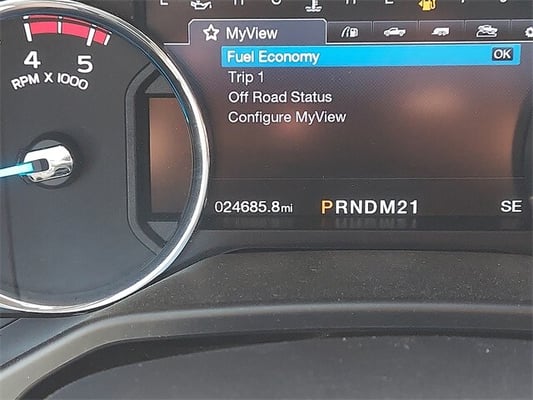 MyView
Fuel Economy OK
Trip 1
Off Road Status
Configure MyView
4 5
RPM X 1000
024685.8mi PRNDM21 SE